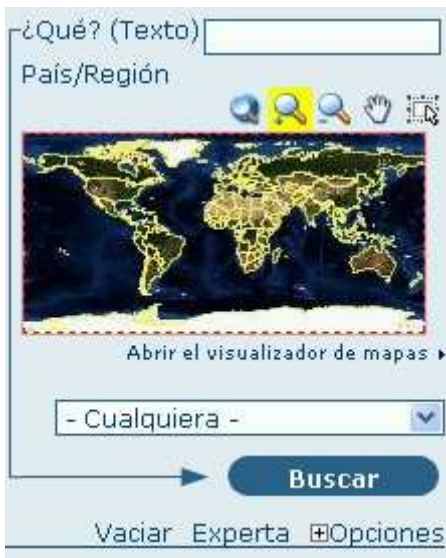 ¿Qué? (Texto)
País/Región
Abrir el visualizador de mapas
- Cualquiera -
Buscar
Vaciar Experta Opciones